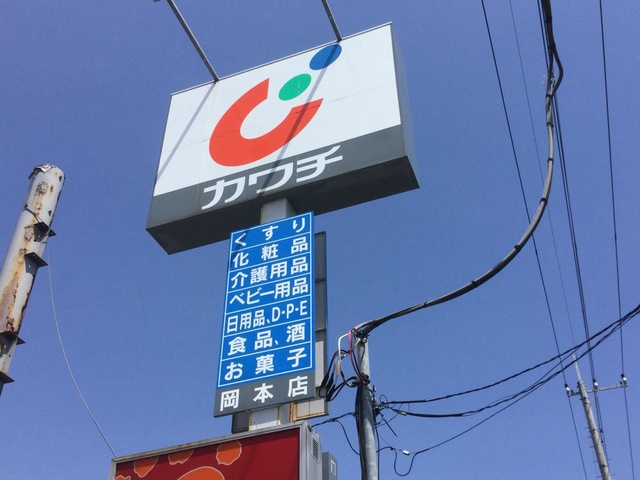 カワチ
くすり
化粧品
介護用品
ベビー用品
日用品、D・P・E
食品、酒
お菓子
岡本店